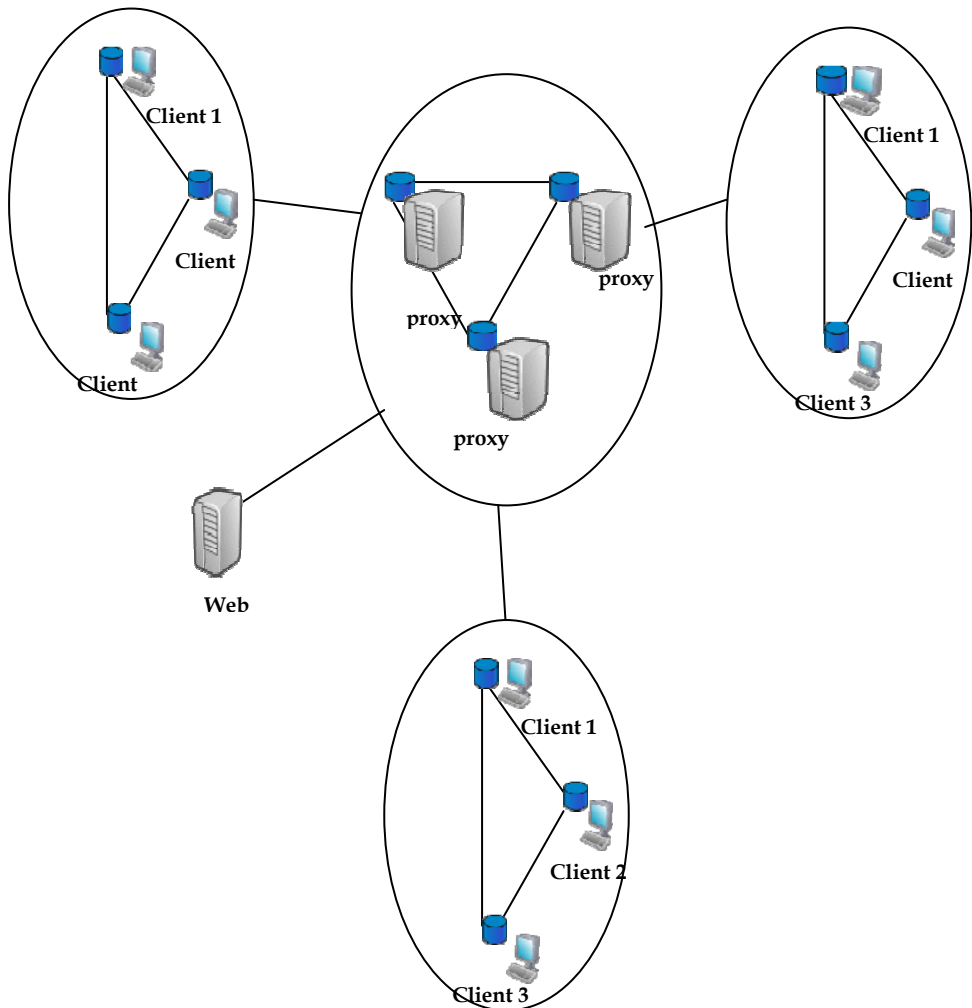 Client 1
Client
Client
proxy
proxy
proxy
Client 1
Client
Client 3
Web
Client 1
Client 2
Client 3